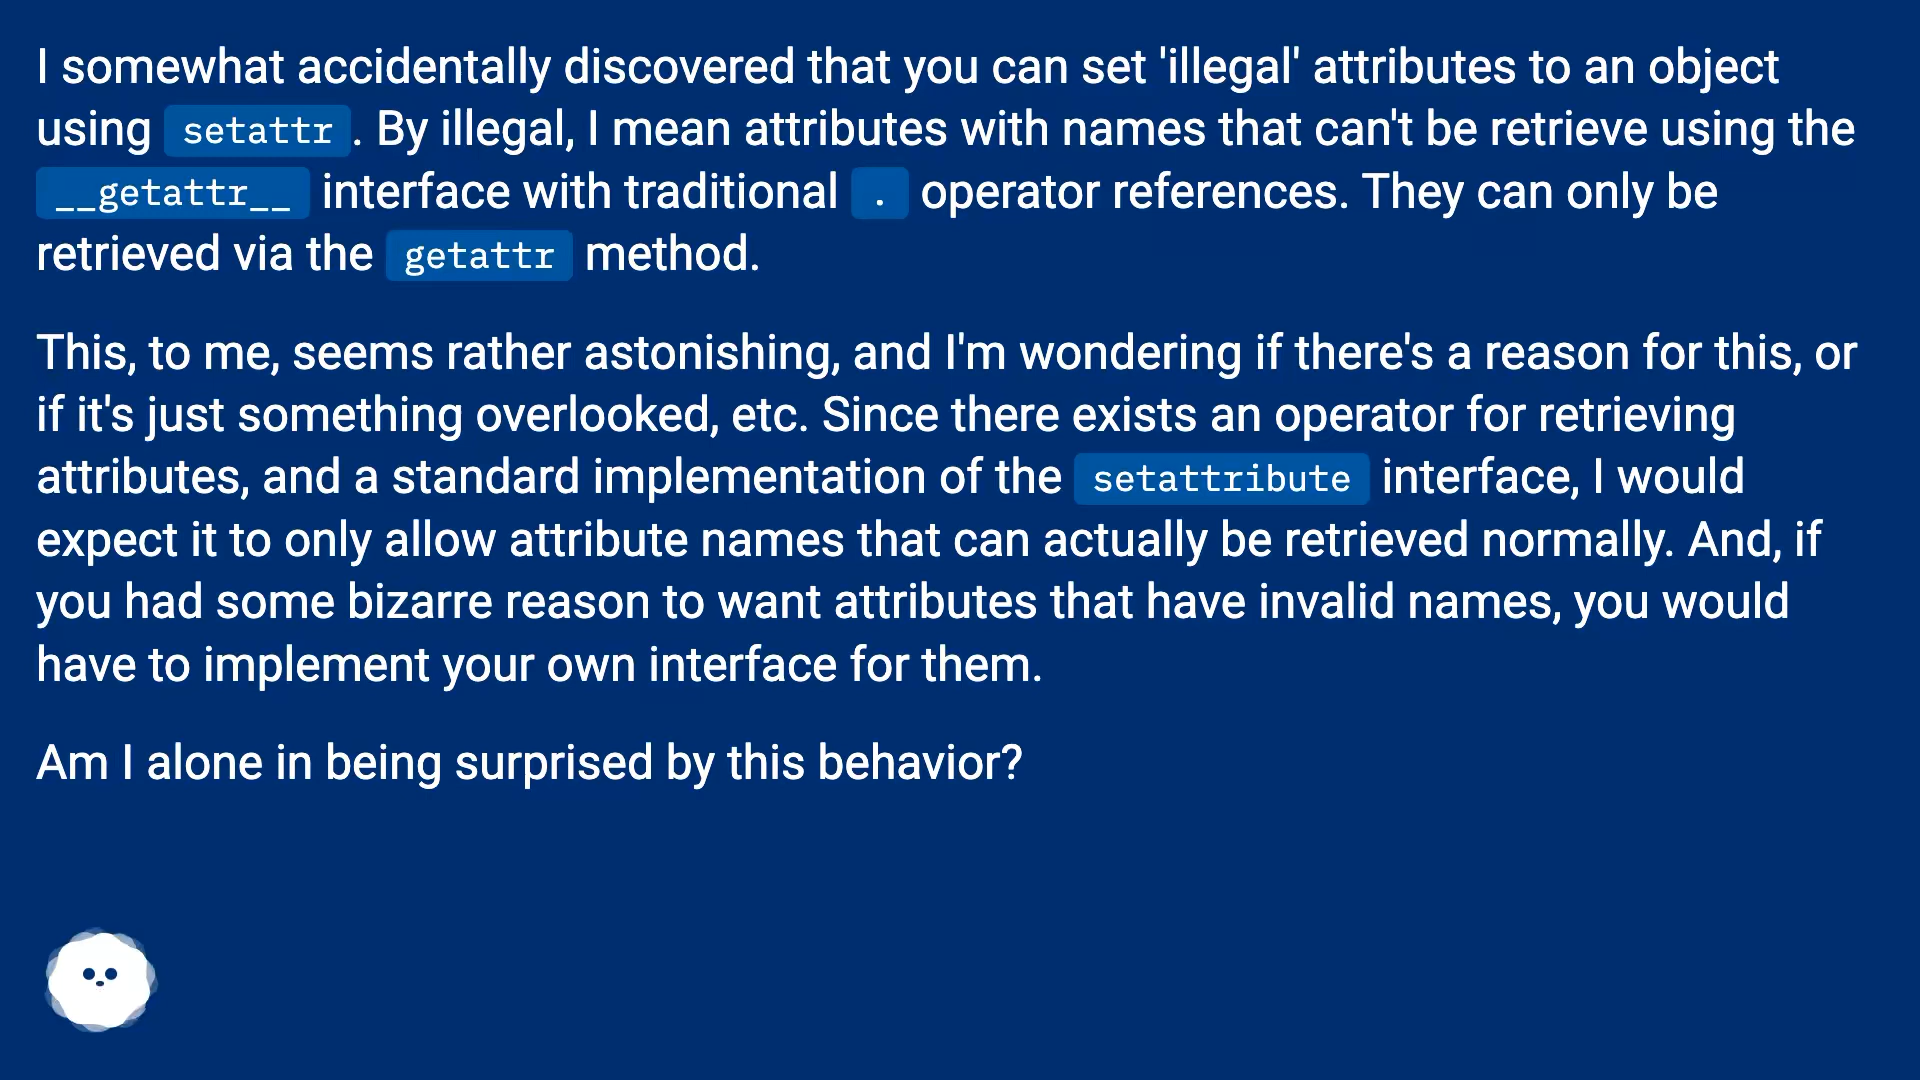 I somewhat accidentally discovered that you can set 'illegal' attributes to an object
using setattr. By illegal, I mean attributes with names that can't be retrieve using the
__getattr__ interface with traditional . operator references. They can only be
retrieved via the getattr method.
This, to me, seems rather astonishing, and I'm wondering if there's a reason for this, or
if it's just something overlooked, etc. Since there exists an operator for retrieving
attributes, and a standard implementation of the setattribute interface, I would
expect it to only allow attribute names that can actually be retrieved normally. And, if
you had some bizarre reason to want attributes that have invalid names, you would
have to implement your own interface for them.
Am I alone in being surprised by this behavior?